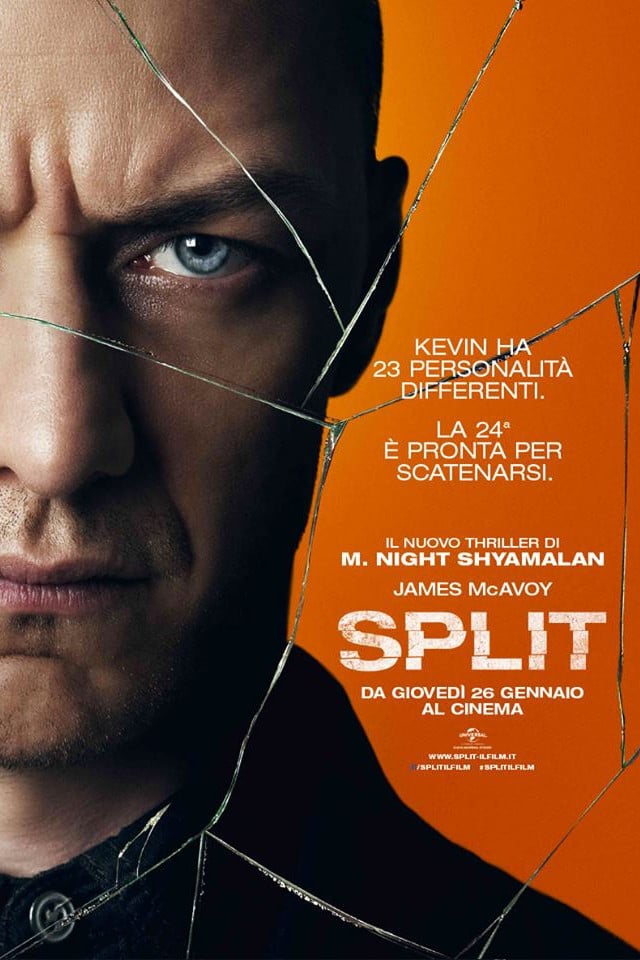 KEVIN HA
23 PERSONALITÀ
DIFFERENTI.
LA 24ª
È PRONTA PER
SCATENARSI.
IL NUOVO THRILLER DI
M. NIGHT SHYAMALAN
JAMES McAVOY
SPLIT
DA GIOVEDÌ 26 GENNAIO
AL CINEMA
UNIVERSAL
WWW.SPLIT-ILFILM.IT
/SPLITILFILM #SPLITILFILM